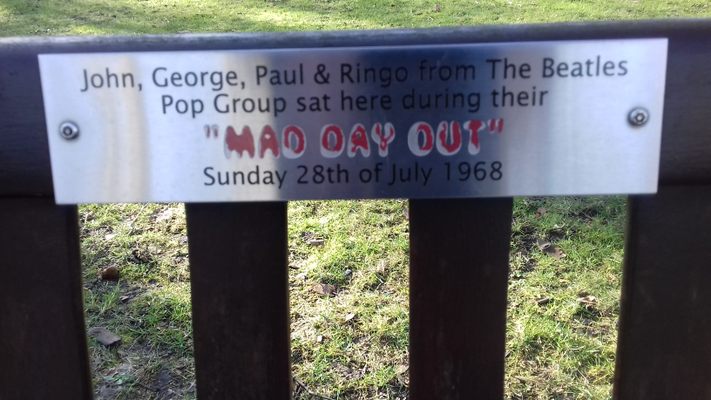 John, George, Paul & Ringo from The Beatles
Pop Group sat here during their
"MAD DAY OUT"
Sunday 28th of July 1968